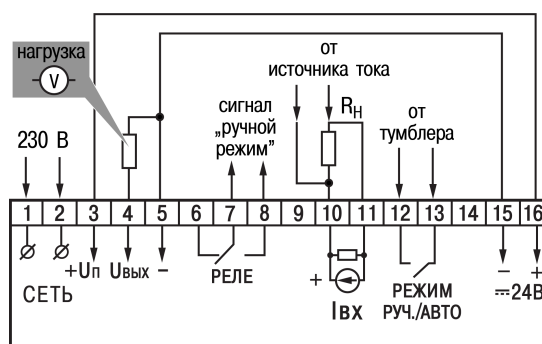 нагрузка
V
от
источника тока
сигнал
„ручной
режим”
RН
от
тумблера
230 В
1 2 3 4 5 6 7 8 9 10 11 12 13 14 15 16
+Uп Uвых –
РЕЛЕ
+
Iвх
РЕЖИМ
РУЧ./АВТО
– +
24В
СЕТЬ